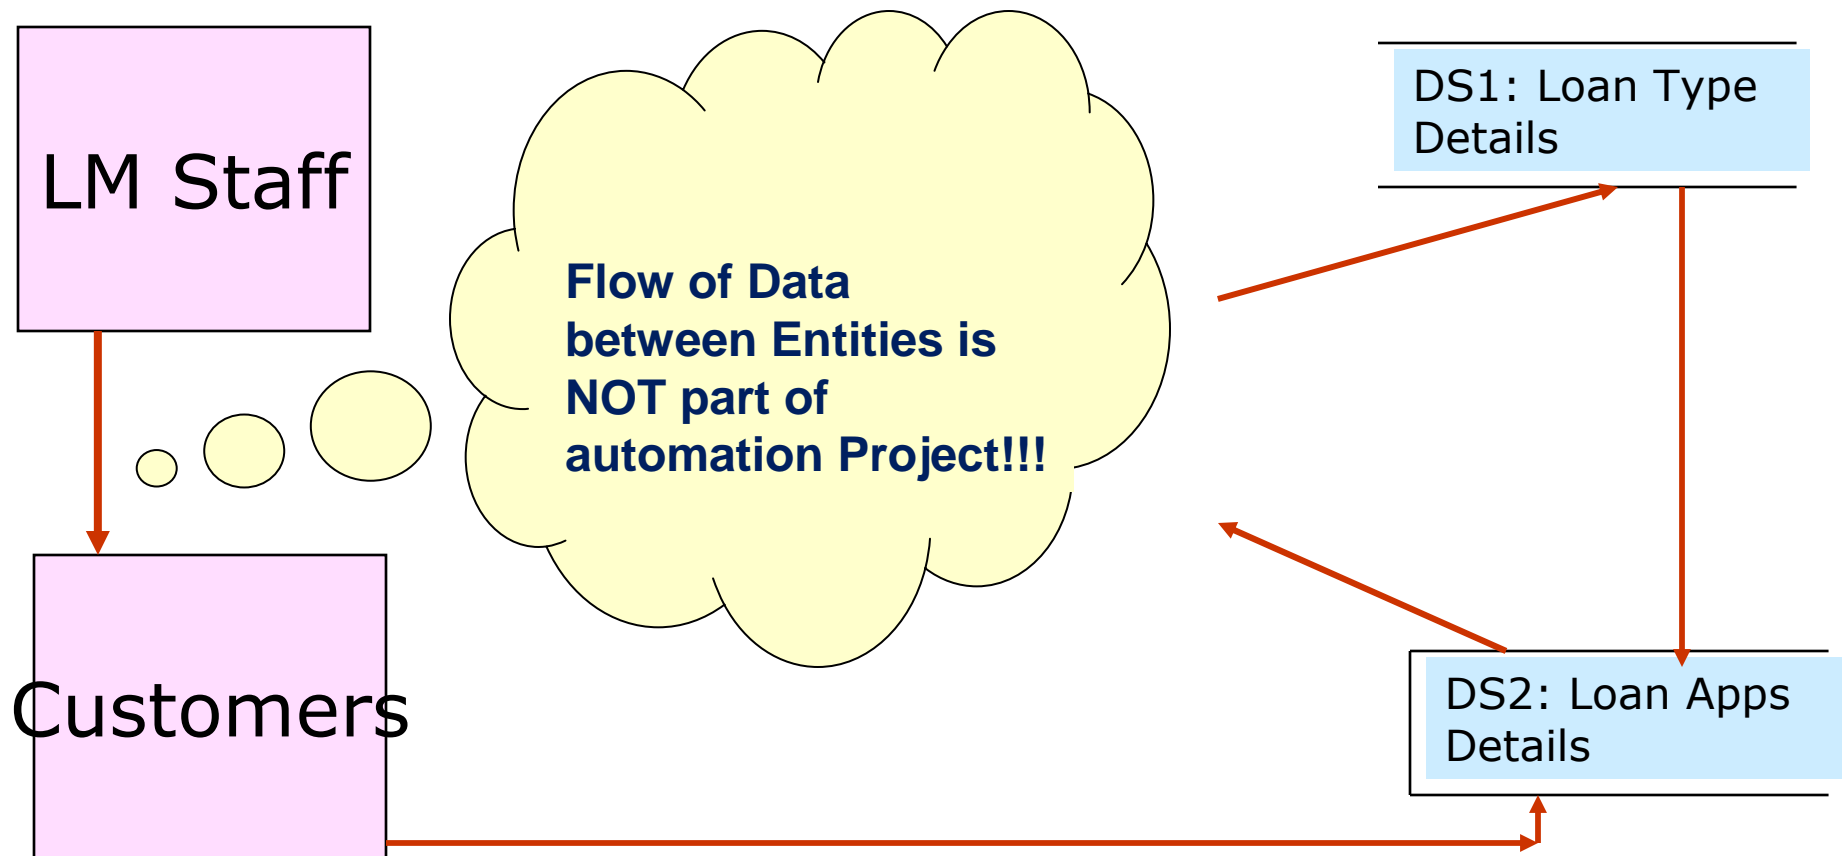 LM Staff
Flow of Data
between Entities is
NOT part of
automation Project!!!
DS1: Loan Type
Details
Customers
DS2: Loan Apps
Details